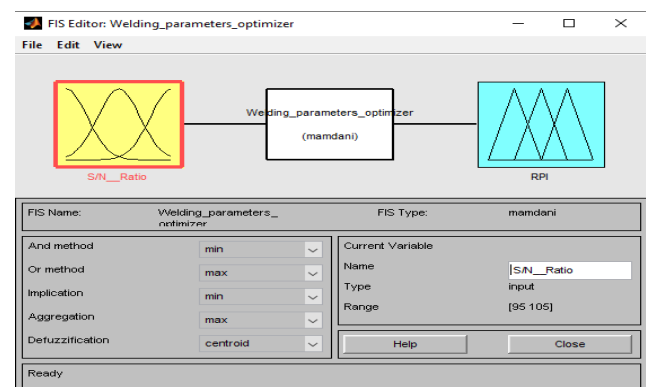 FIS Editor: Welding_parameters_optimizer
File Edit View
Welding_parameters_optimizer
(mamdani)
S/N__Ratio
RPI
FIS Name: Welding_parameters_
optimizer
FIS Type: mamdani
And method min
Or method max
Implication min
Aggregation max
Defuzzification centroid
Current Variable
Name S/N__Ratio
Type input
Range [95 105]
Help Close
Ready